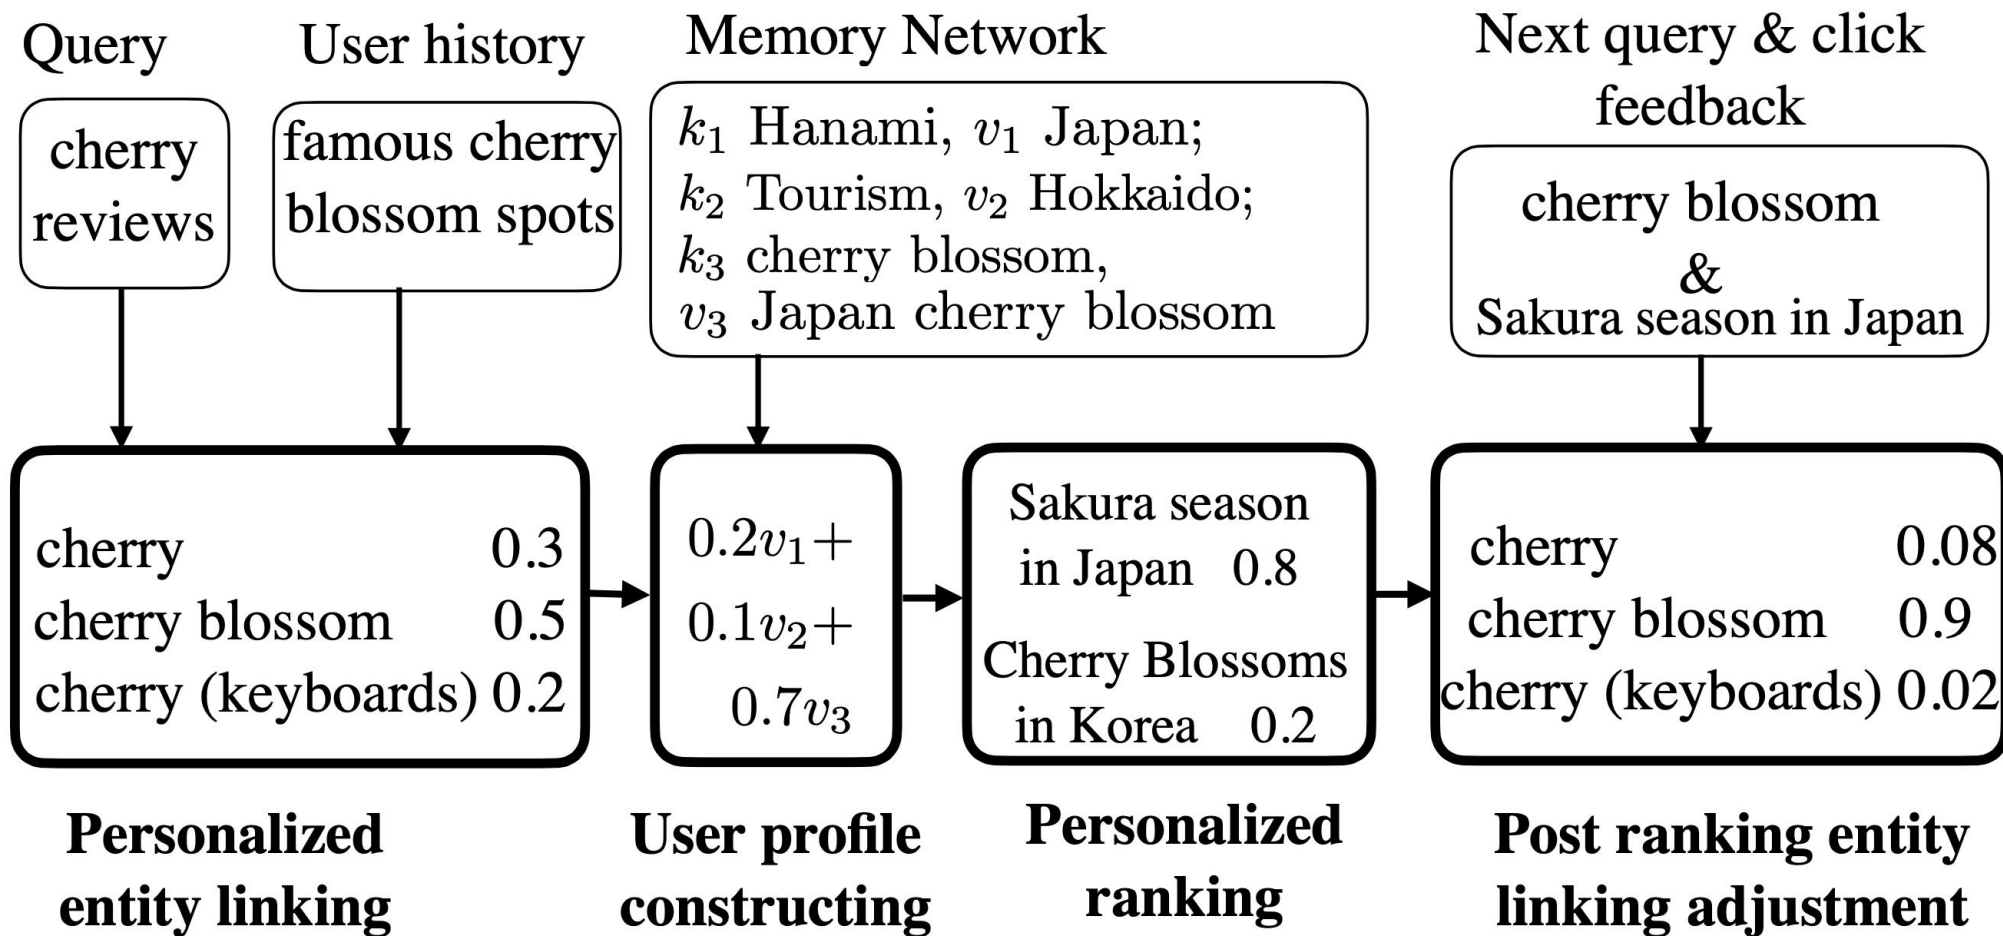 Query
cherry
reviews
User history
famous cherry
blossom spots
Memory Network
k₁ Hanami, v₁ Japan;
k₂ Tourism, v₂ Hokkaido;
k₃ cherry blossom,
v₃ Japan cherry blossom
Next query & click
feedback
cherry blossom
&
Sakura season in Japan
cherry 0.3
cherry blossom 0.5
cherry (keyboards) 0.2
0.2v₁+
0.1v₂+
0.7v₃
Sakura season
in Japan 0.8
Cherry Blossoms
in Korea 0.2
cherry 0.08
cherry blossom 0.9
cherry (keyboards) 0.02
Personalized
entity linking
User profile
constructing
Personalized
ranking
Post ranking entity
linking adjustment